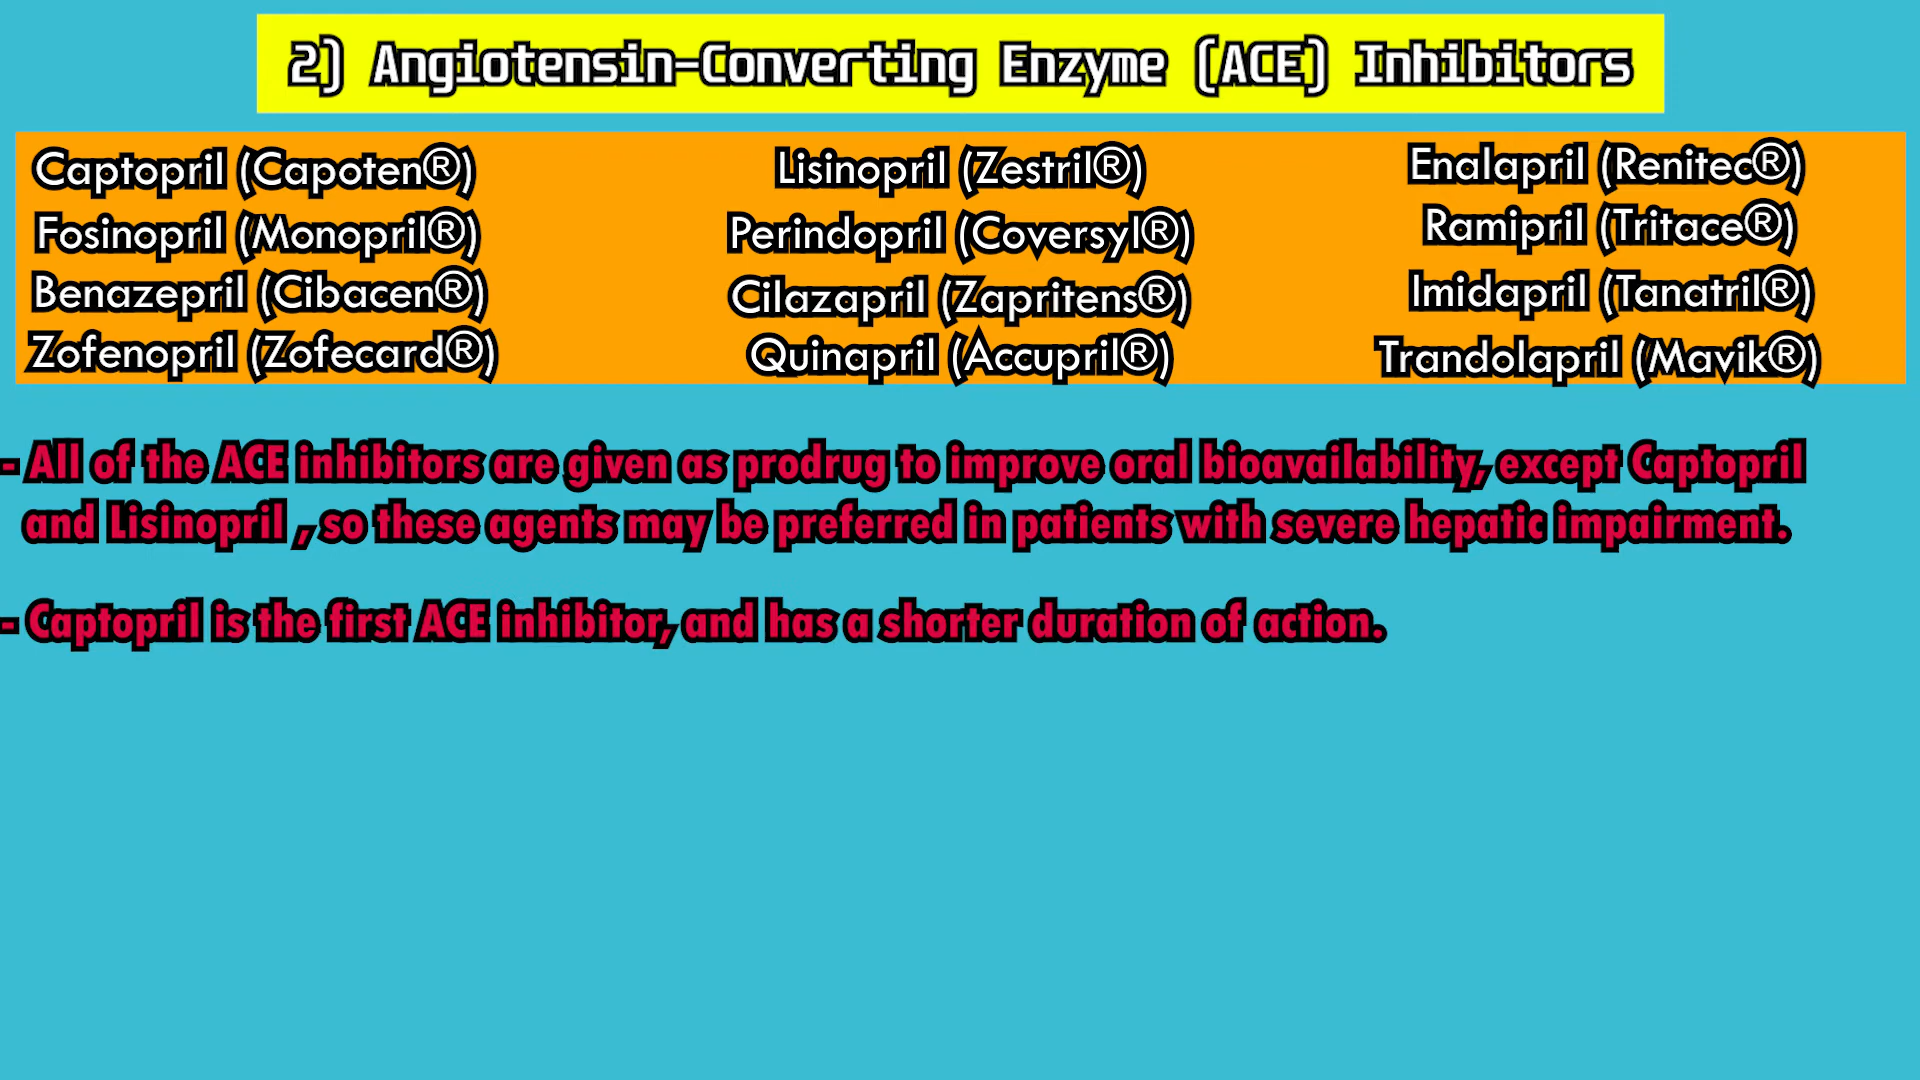 2) Angiotensin-Converting Enzyme (ACE) Inhibitors
Captopril (Capoten®) Lisinopril (Zestril®) Enalapril (Renitec®)
Fosinopril (Monopril®) Perindopril (Coversyl®) Ramipril (Tritace®)
Benazepril (Cibacen®) Cilazapril (Zapritens®) Imidapril (Tanatril®)
Zofenopril (Zofecard®) Quinapril (Accupril®) Trandolapril (Mavik®)
- All of the ACE inhibitors are given as prodrug to improve oral bioavailability, except Captopril
and Lisinopril , so these agents may be preferred in patients with severe hepatic impairment.
- Captopril is the first ACE inhibitor, and has a shorter duration of action.